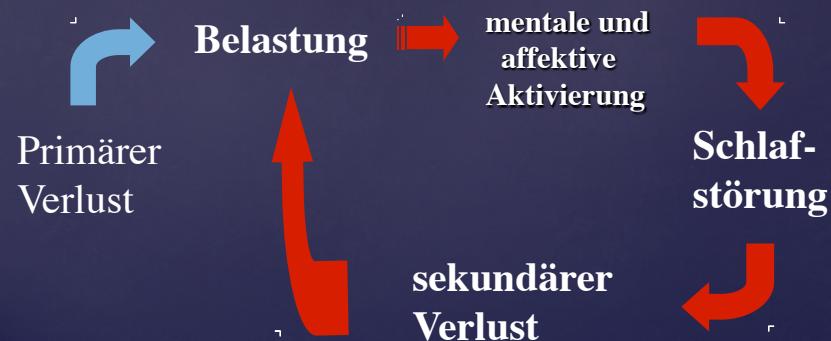 Belastung
mentale und
affektive
Aktivierung
Primärer
Verlust
Schlaf-
störung
sekundärer
Verlust